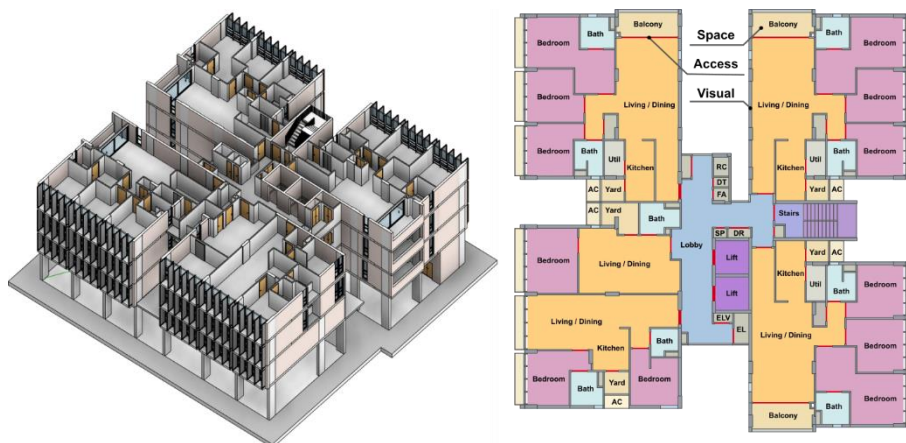 Balcony
Bath
Bedroom
Space
Balcony
Bath
Bedroom
Access
Visual
Bedroom
Living / Dining
Living / Dining
Bedroom
Bedroom
Bath
Util
Kitchen
RC
DT
FA
Kitchen
Util
Bath
Bedroom
AC
Yard
Yard
AC
AC
Yard
Bath
Lobby
SP
DR
Stairs
Bedroom
Living / Dining
Lift
Kitchen
Yard
AC
Util
Bath
Bedroom
Lift
Living / Dining
Kitchen
Bath
ELV
EL
Living / Dining
Bedroom
Bedroom
Bath
Yard
AC
Bedroom
Bath
Bedroom
Balcony